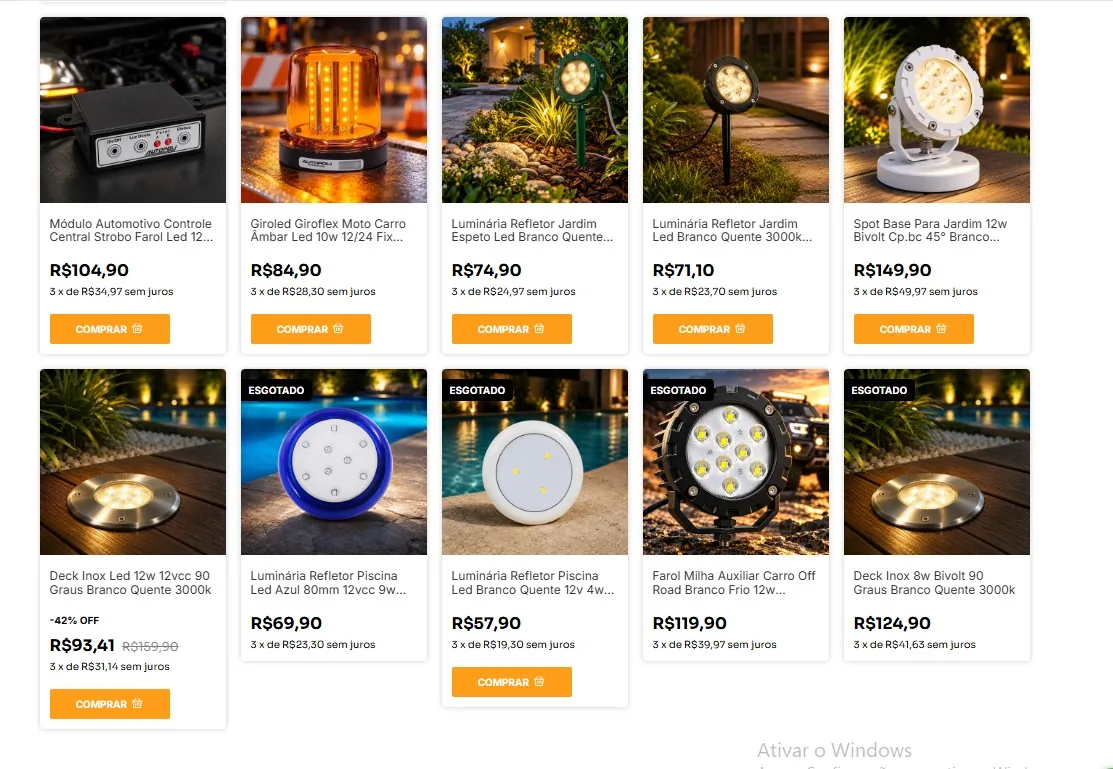 On/Off
AUTOPOLI
AUTOPOLI
Módulo Automotivo Controle
Central Strobo Farol Led 12...
R$104,90
3 x de R$34,97 sem juros
COMPRAR
Giroled Giroflex Moto Carro
Âmbar Led 10w 12/24 Fix...
R$84,90
3 x de R$28,30 sem juros
COMPRAR
Luminária Refletor Jardim
Espeto Led Branco Quente...
R$74,90
3 x de R$24,97 sem juros
COMPRAR
Luminária Refletor Jardim
Led Branco Quente 3000k...
R$71,10
3 x de R$23,70 sem juros
COMPRAR
Spot Base Para Jardim 12w
Bivolt Cp.bc 45° Branco...
R$149,90
3 x de R$49,97 sem juros
COMPRAR
Deck Inox Led 12w 12vcc 90
Graus Branco Quente 3000k
-42% OFF
R$93,41 R$159,90
3 x de R$31,14 sem juros
COMPRAR
ESGOTADO
Luminária Refletor Piscina
Led Azul 80mm 12vcc 9w...
R$69,90
3 x de R$23,30 sem juros
ESGOTADO
Luminária Refletor Piscina
Led Branco Quente 12v 4w...
R$57,90
3 x de R$19,30 sem juros
COMPRAR
ESGOTADO
Farol Milha Auxiliar Carro Off
Road Branco Frio 12w...
R$119,90
3 x de R$39,97 sem juros
ESGOTADO
Deck Inox 8w Bivolt 90
Graus Branco Quente 3000k
R$124,90
3 x de R$41,63 sem juros
Ativar o Windows